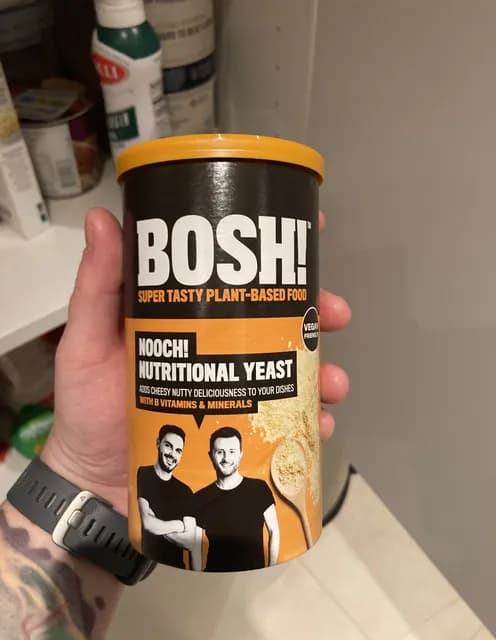 BOSH!
SUPER TASTY PLANT-BASED FOOD
VEGAN
FRIENDLY
NOOCH!
NUTRITIONAL YEAST
ADDS CHEESY NUTTY DELICIOUSNESS TO YOUR DISHES
WITH B VITAMINS & MINERALS